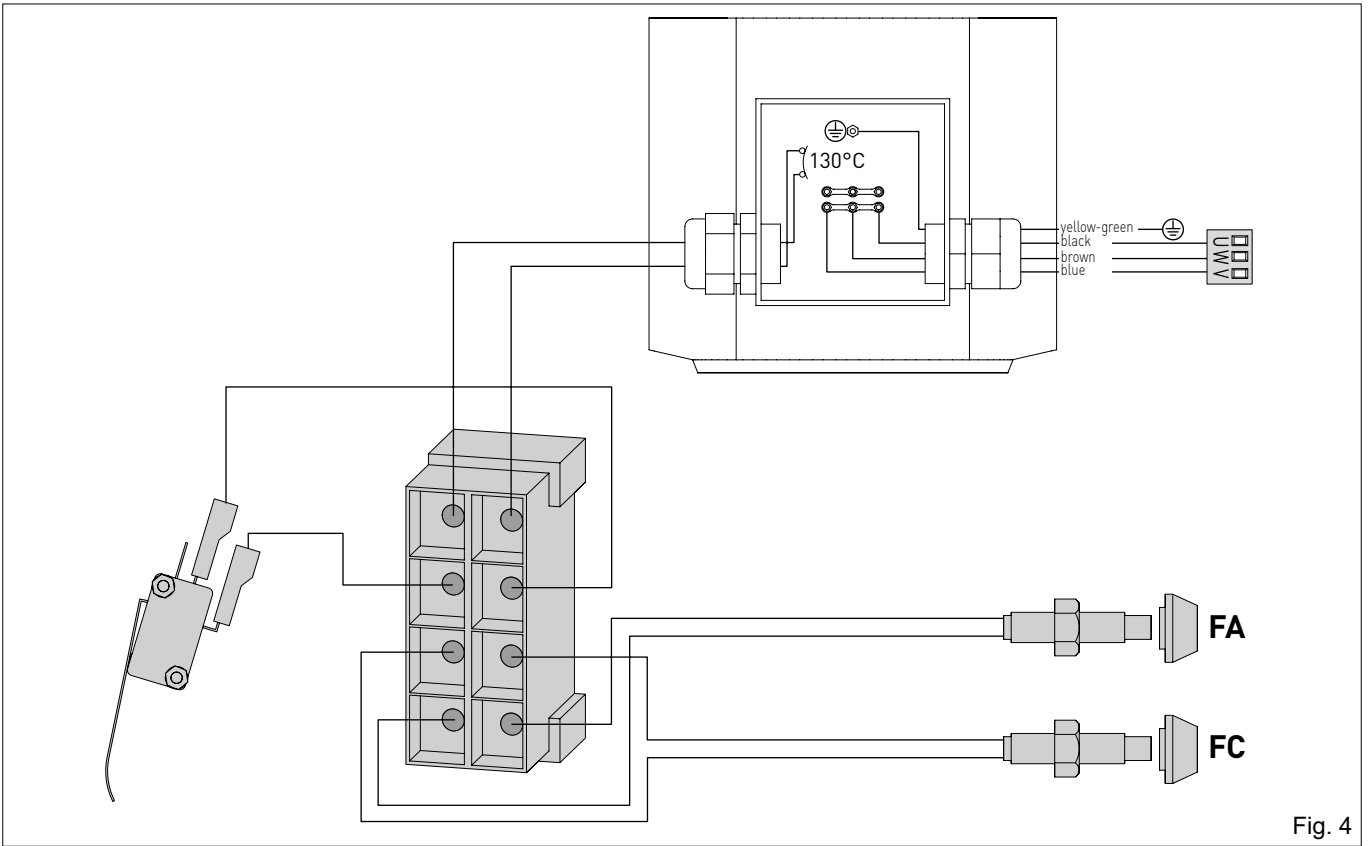 130°C
yellow-green
black
brown
blue
U
W
V
FA
FC
Fig. 4